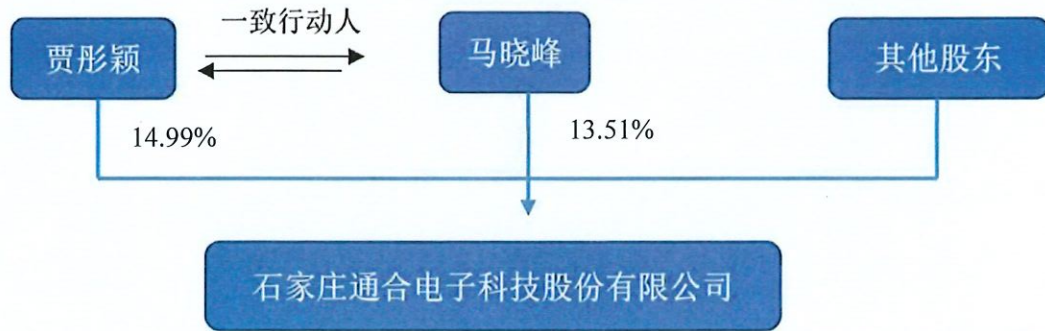 一致行动人
贾彤颖
马晓峰
其他股东
14.99%
13.51%
石家庄通合电子科技股份有限公司